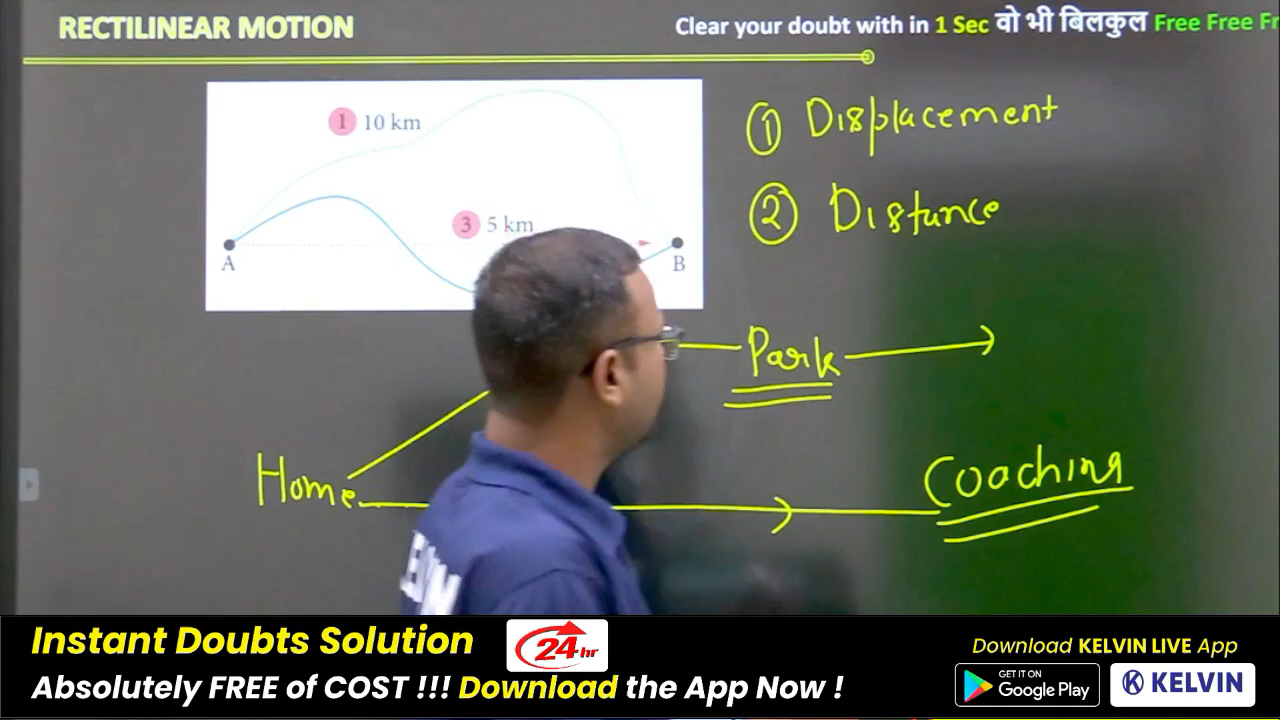 RECTILINEAR MOTION
Clear your doubt with in 1 Sec वो भी बिलकुल Free Free Fr
1 10 km
3 5 km
A
B
① Displacement
② Distance
Park
Home
Coaching
Instant Doubts Solution
24hr
Absolutely FREE of COST !!! Download the App Now !
Download KELVIN LIVE App
GET IT ON
Google Play
KELVIN